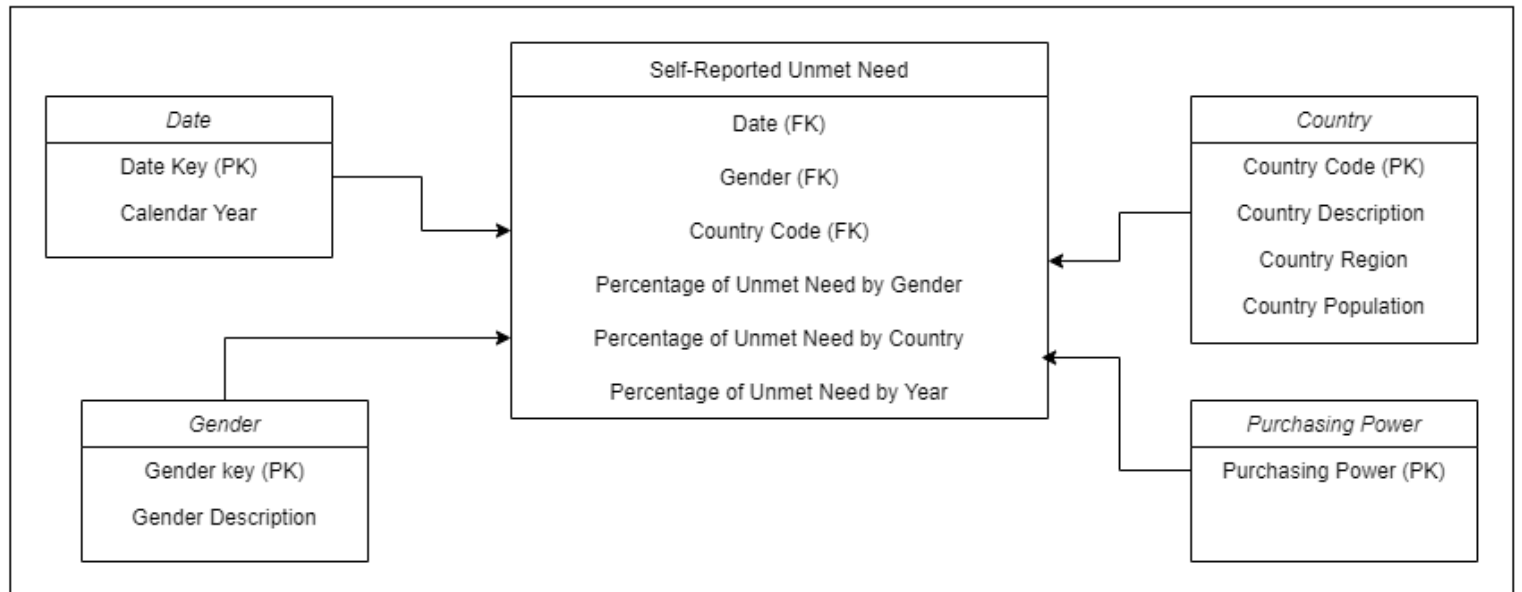 Self-Reported Unmet Need
Date (FK)
Gender (FK)
Country Code (FK)
Percentage of Unmet Need by Gender
Percentage of Unmet Need by Country
Percentage of Unmet Need by Year
Date
Date Key (PK)
Calendar Year
Gender
Gender key (PK)
Gender Description
Country
Country Code (PK)
Country Description
Country Region
Country Population
Purchasing Power
Purchasing Power (PK)